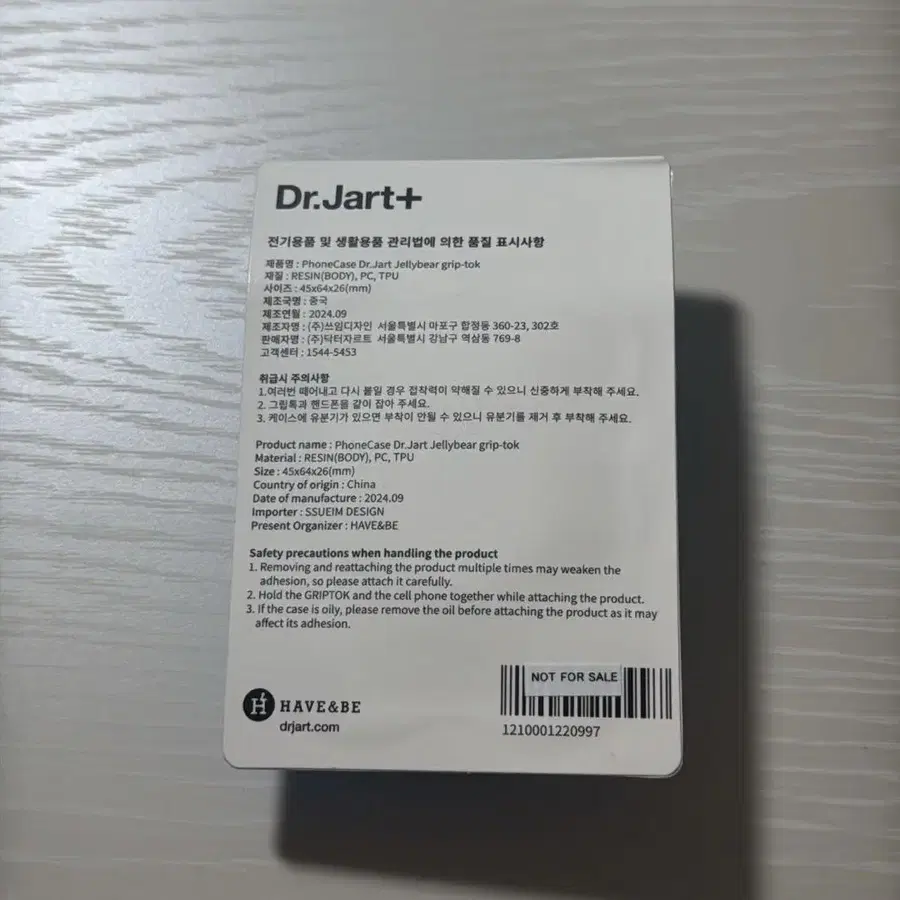 Dr.Jart+
전기용품 및 생활용품 관리법에 의한 품질 표시사항
제품명 : PhoneCase Dr.Jart Jellybear grip-tok
재질 : RESIN(BODY), PC, TPU
사이즈 : 45x64x26(mm)
제조국명 : 중국
제조연월 : 2024.09
제조자명 : (주)쓰임디자인 서울특별시 마포구 합정동 360-23, 302호
판매자명 : (주)닥터자르트 서울특별시 강남구 역삼동 769-8
고객센터 : 1544-5453
취급시 주의사항
1.여러번 떼어내고 다시 붙일 경우 접착력이 약해질 수 있으니 신중하게 부착해 주세요.
2. 그립톡과 핸드폰을 같이 잡아 주세요.
3. 케이스에 유분기가 있으면 부착이 안될 수 있으니 유분기를 제거 후 부착해 주세요.
Product name : PhoneCase Dr.Jart Jellybear grip-tok
Material : RESIN(BODY), PC, TPU
Size : 45x64x26(mm)
Country of origin : China
Date of manufacture : 2024.09
Importer : SSUEIM DESIGN
Present Organizer : HAVE&BE
Safety precautions when handling the product
1. Removing and reattaching the product multiple times may weaken the
adhesion, so please attach it carefully.
2. Hold the GRIPTOK and the cell phone together while attaching the product.
3. If the case is oily, please remove the oil before attaching the product as it may
affect its adhesion.
HAVE&BE
drjart.com
NOT FOR SALE
1210001220997